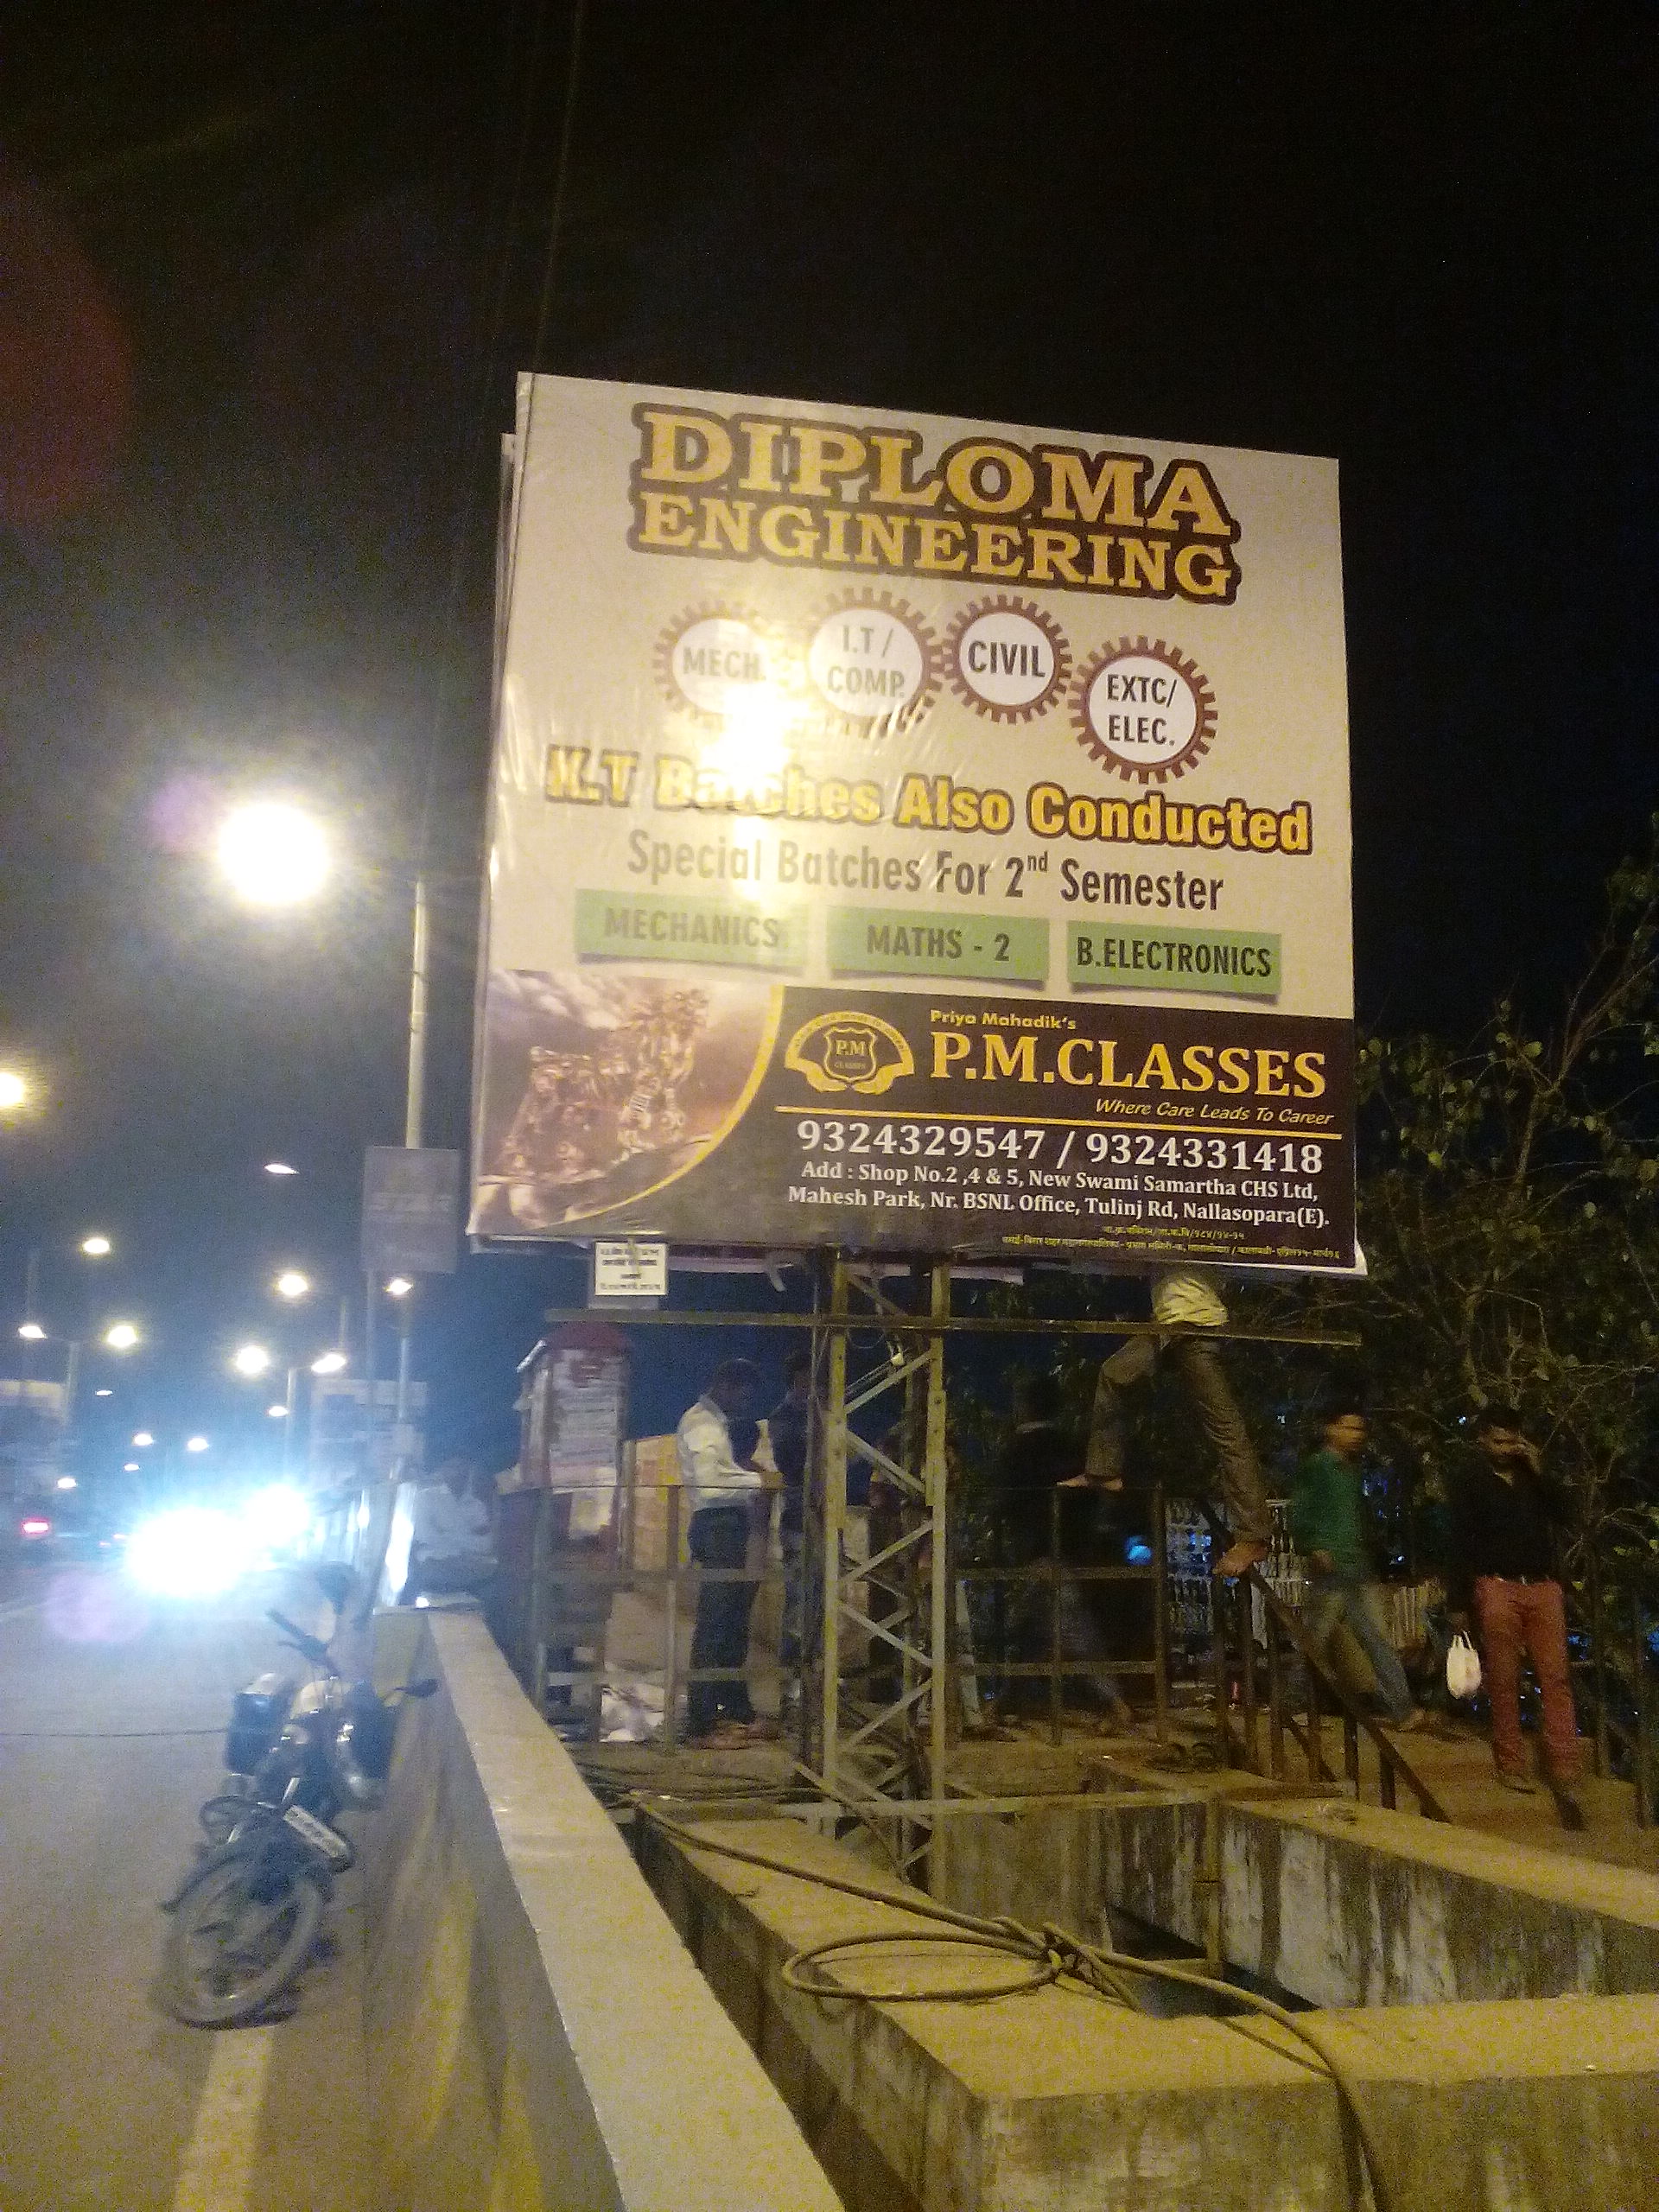 DIPLOMA
ENGINEERING
MECH.
I.T /
COMP.
CIVIL
EXTC/
ELEC.
K.T Batches Also Conducted
Special Batches For 2nd Semester
MECHANICS
MATHS - 2
B.ELECTRONICS
P.M
CLASSES
Priya Mahadik's
P.M.CLASSES
Where Care Leads To Career
9324329547 / 9324331418
Add : Shop No.2 ,4 & 5, New Swami Samartha CHS Ltd,
Mahesh Park, Nr. BSNL Office, Tulinj Rd, Nallasopara(E).